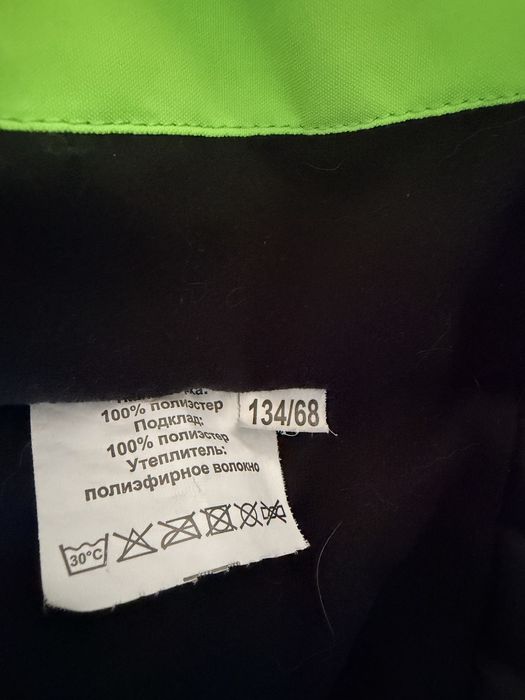 100% полиэстер
Подклад:
100% полиэстер
Утеплитель:
полиэфирное волокно
30°C
134/68